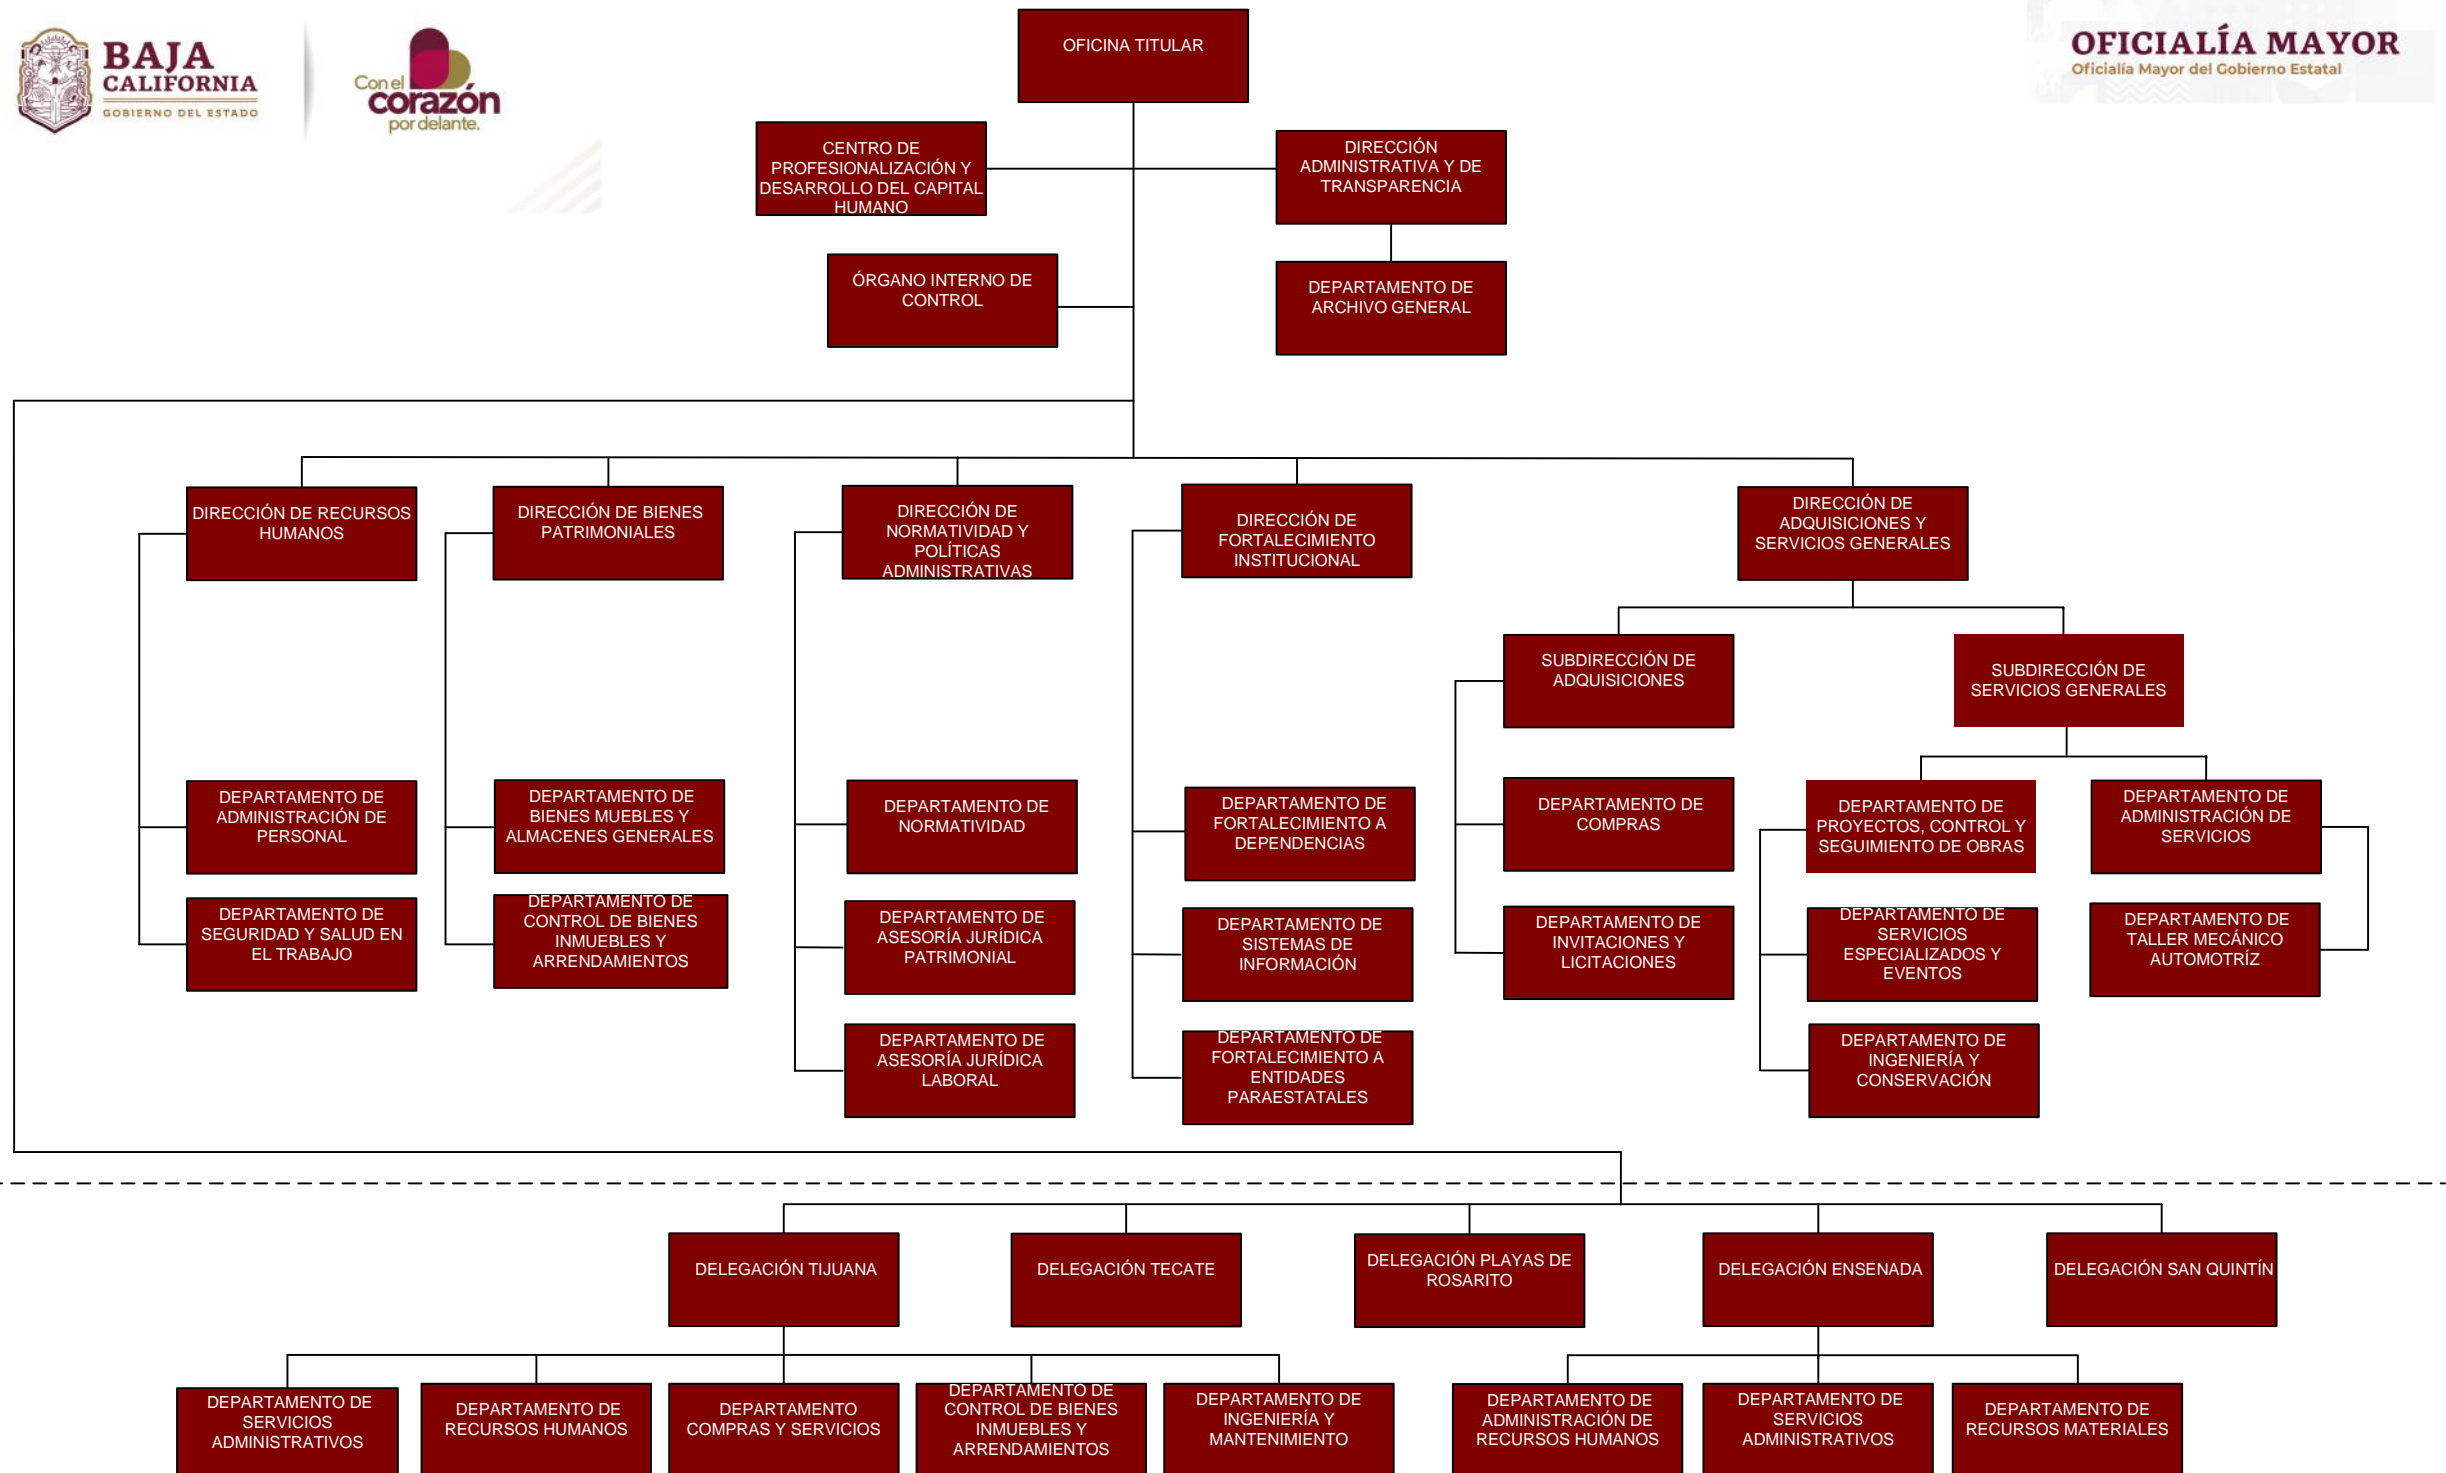 BAJA
CALIFORNIA
GOBIERNO DEL ESTADO
Con el
corazón
por delante.
OFICIALÍA MAYOR
Oficialía Mayor del Gobierno Estatal
OFICINA TITULAR
CENTRO DE
PROFESIONALIZACIÓN Y
DESARROLLO DEL CAPITAL
HUMANO
DIRECCIÓN
ADMINISTRATIVA Y DE
TRANSPARENCIA
ÓRGANO INTERNO DE
CONTROL
DEPARTAMENTO DE
ARCHIVO GENERAL
DIRECCIÓN DE RECURSOS
HUMANOS
DIRECCIÓN DE BIENES
PATRIMONIALES
DIRECCIÓN DE
NORMATIVIDAD Y
POLÍTICAS
ADMINISTRATIVAS
DIRECCIÓN DE
FORTALECIMIENTO
INSTITUCIONAL
DIRECCIÓN DE
ADQUISICIONES Y
SERVICIOS GENERALES
SUBDIRECCIÓN DE
ADQUISICIONES
SUBDIRECCIÓN DE
SERVICIOS GENERALES
DEPARTAMENTO DE
ADMINISTRACIÓN DE
PERSONAL
DEPARTAMENTO DE
BIENES MUEBLES Y
ALMACENES GENERALES
DEPARTAMENTO DE
NORMATIVIDAD
DEPARTAMENTO DE
FORTALECIMIENTO A
DEPENDENCIAS
DEPARTAMENTO DE
COMPRAS
DEPARTAMENTO DE
PROYECTOS, CONTROL Y
SEGUIMIENTO DE OBRAS
DEPARTAMENTO DE
ADMINISTRACIÓN DE
SERVICIOS
DEPARTAMENTO DE
SEGURIDAD Y SALUD EN
EL TRABAJO
DEPARTAMENTO DE
CONTROL DE BIENES
INMUEBLES Y
ARRENDAMIENTOS
DEPARTAMENTO DE
ASESORÍA JURÍDICA
PATRIMONIAL
DEPARTAMENTO DE
SISTEMAS DE
INFORMACIÓN
DEPARTAMENTO DE
INVITACIONES Y
LICITACIONES
DEPARTAMENTO DE
SERVICIOS
ESPECIALIZADOS Y
EVENTOS
DEPARTAMENTO DE
TALLER MECÁNICO
AUTOMOTRÍZ
DEPARTAMENTO DE
ASESORÍA JURÍDICA
LABORAL
DEPARTAMENTO DE
FORTALECIMIENTO A
ENTIDADES
PARAESTATALES
DEPARTAMENTO DE
INGENIERÍA Y
CONSERVACIÓN
DELEGACIÓN TIJUANA
DELEGACIÓN TECATE
DELEGACIÓN PLAYAS DE
ROSARITO
DELEGACIÓN ENSENADA
DELEGACIÓN SAN QUINTÍN
DEPARTAMENTO DE
SERVICIOS
ADMINISTRATIVOS
DEPARTAMENTO DE
RECURSOS HUMANOS
DEPARTAMENTO
COMPRAS Y SERVICIOS
DEPARTAMENTO DE
CONTROL DE BIENES
INMUEBLES Y
ARRENDAMIENTOS
DEPARTAMENTO DE
INGENIERÍA Y
MANTENIMIENTO
DEPARTAMENTO DE
ADMINISTRACIÓN DE
RECURSOS HUMANOS
DEPARTAMENTO DE
SERVICIOS
ADMINISTRATIVOS
DEPARTAMENTO DE
RECURSOS MATERIALES